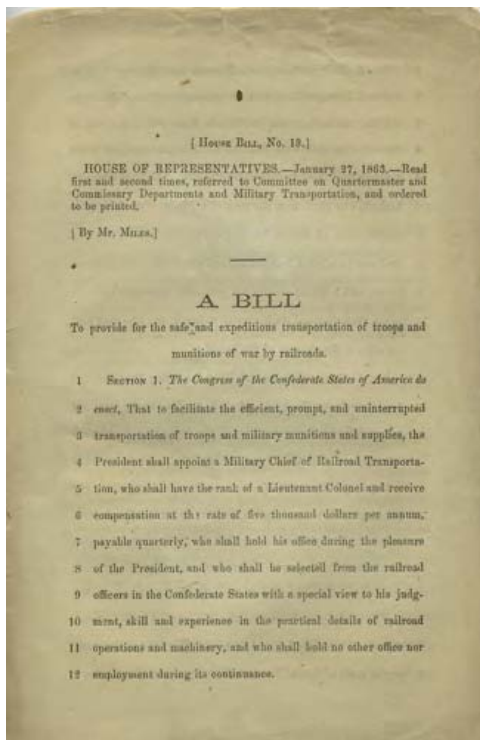 [ House Bill, No. 19.]
HOUSE OF REPRESENTATIVES.—January 27, 1863.—Read
first and second times, referred to Committee on Quartermaster and
Commissary Departments and Military Transportation, and ordered
to be printed.
[ By Mr. Miles.]
A BILL
To provide for the safe and expeditious transportation of troops and
munitions of war by railroads.
1 Section 1. The Congress of the Confederate States of America do
2 enact, That to facilitate the efficient, prompt, and uninterrupted
3 transportation of troops and military munitions and supplies, the
4 President shall appoint a Military Chief of Railroad Transporta-
5 tion, who shall have the rank of a Lieutenant Colonel and receive
6 compensation at the rate of five thousand dollars per annum,
7 payable quarterly, who shall hold his office during the pleasure
8 of the President, and who shall be selected from the railroad
9 officers in the Confederate States with a special view to his judg-
10 ment, skill and experience in the practical details of railroad
11 operations and machinery, and who shall hold no other office nor
12 employment during its continuance.